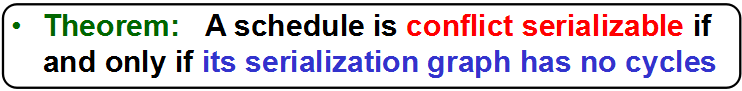 • Theorem: A schedule is conflict serializable if
and only if its serialization graph has no cycles